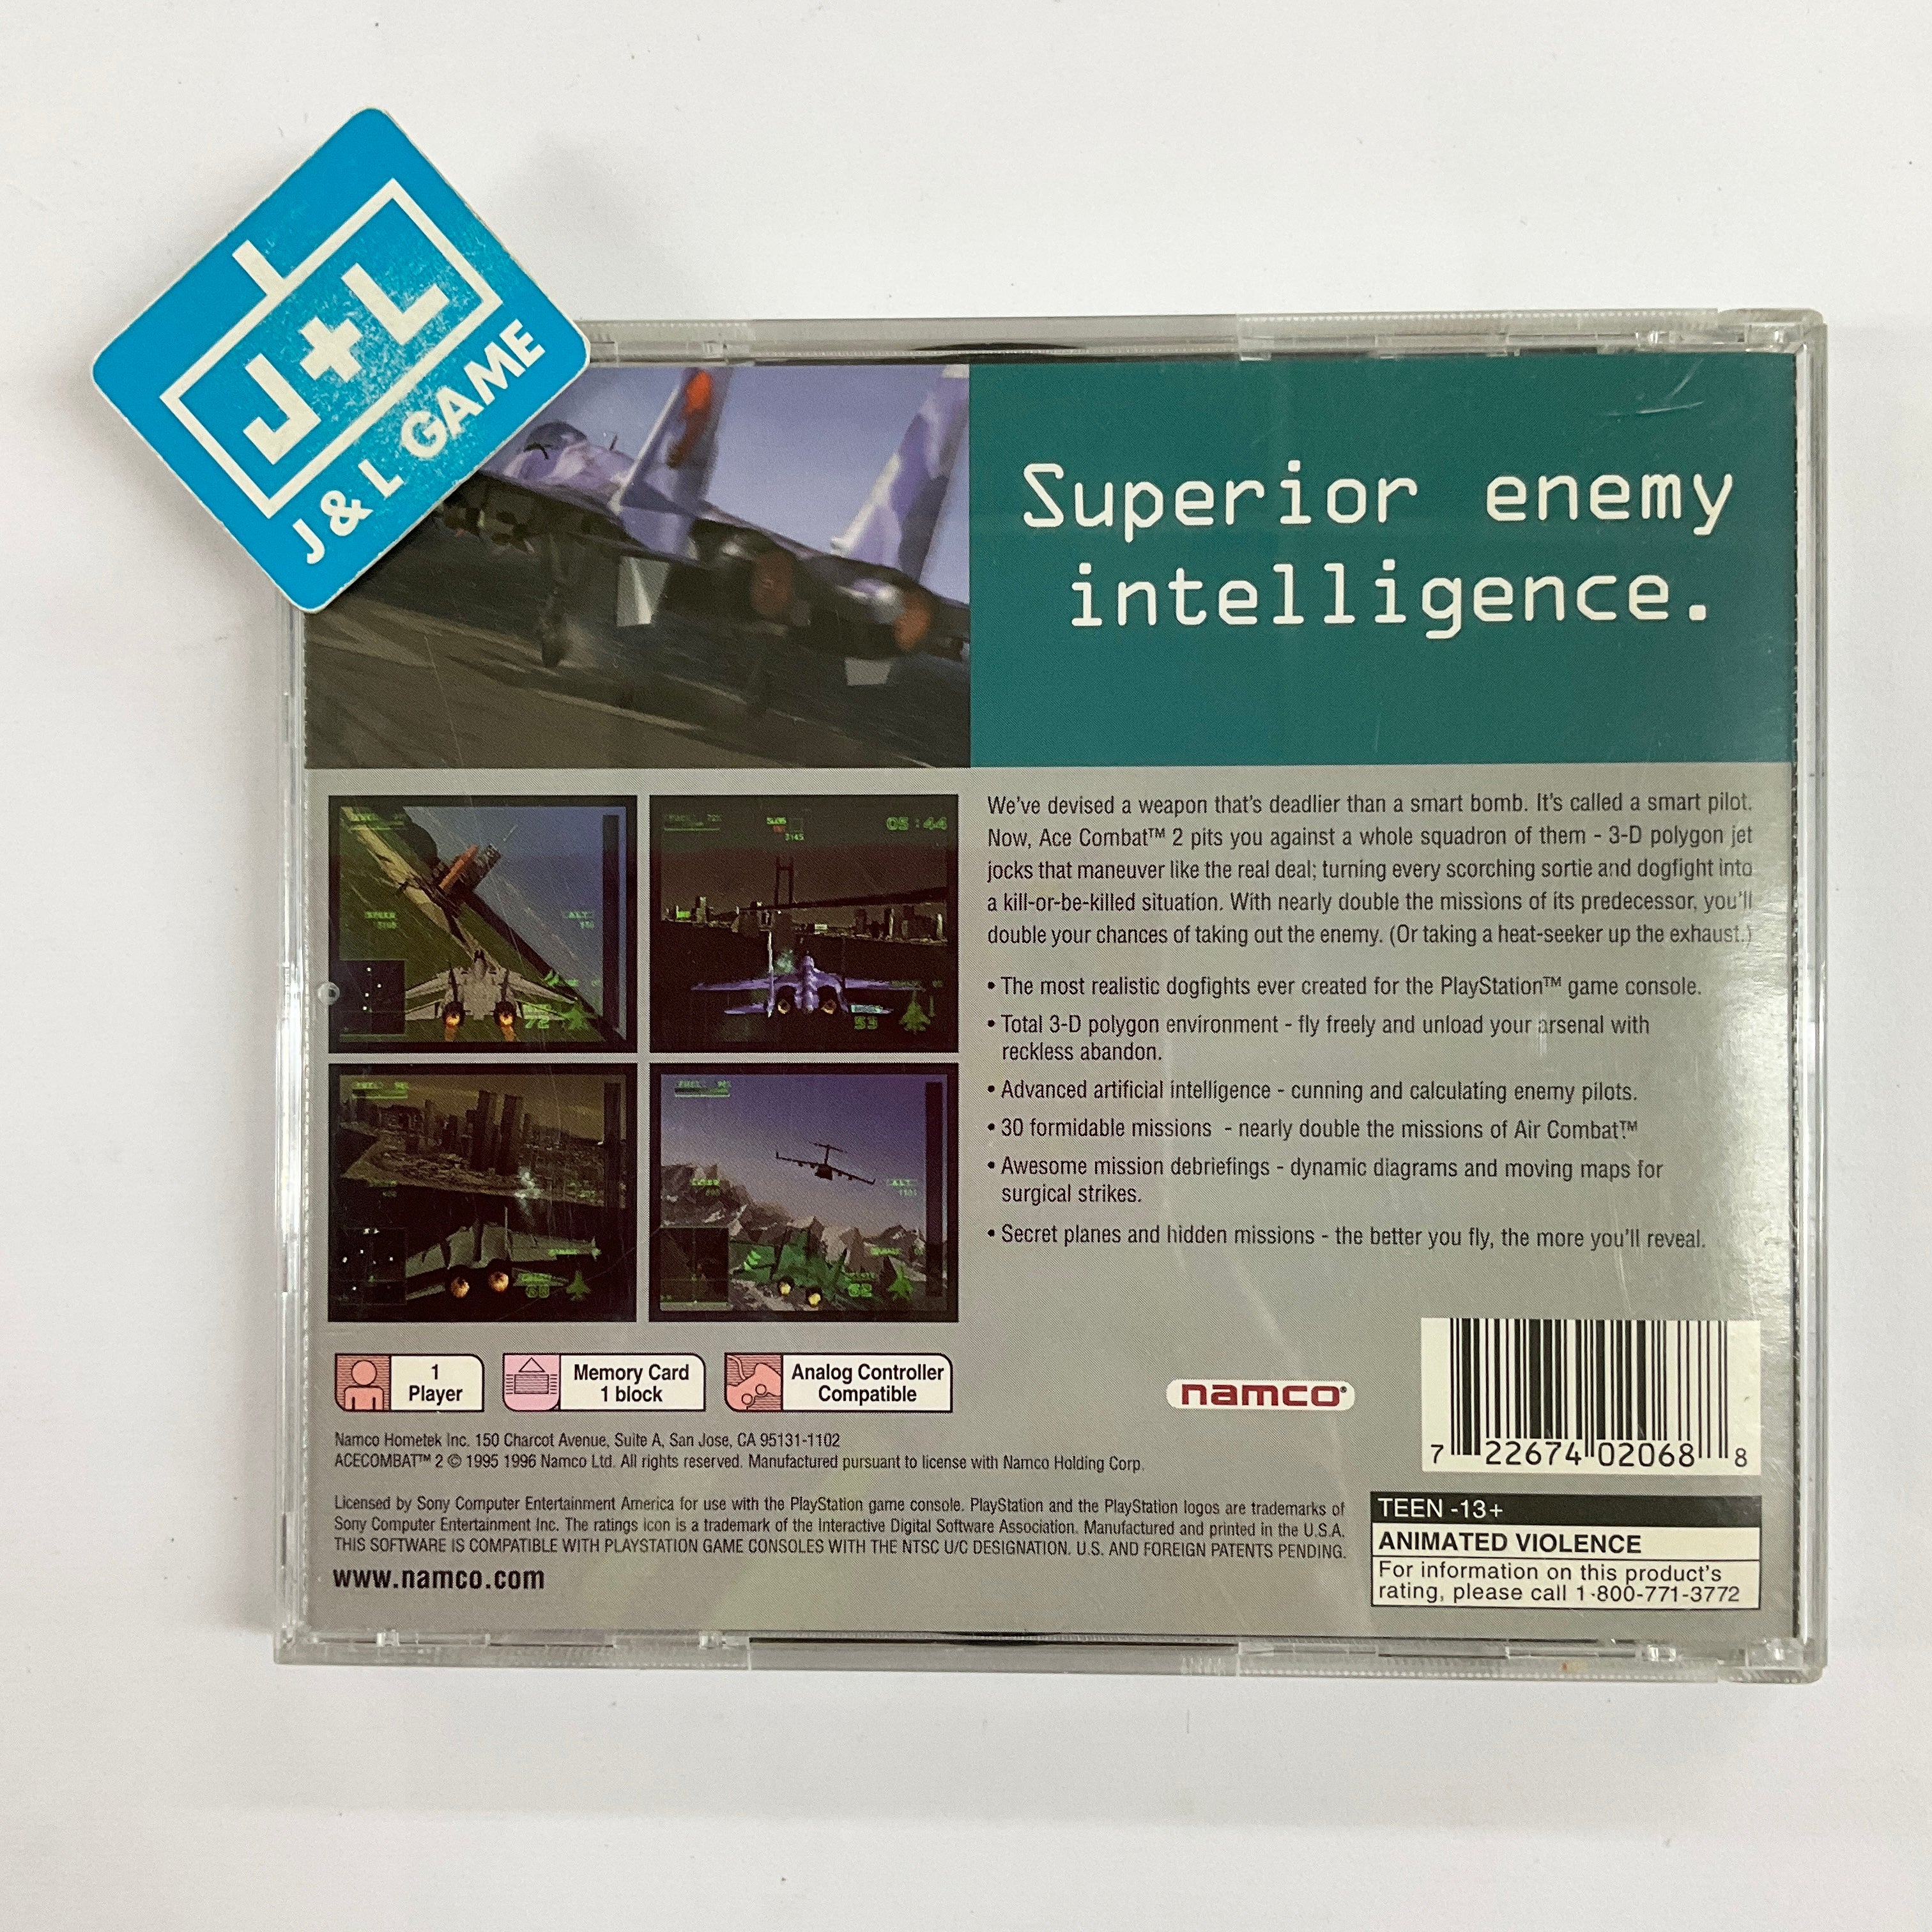 J+L
J & L GAME
Superior enemy
intelligence.
We've devised a weapon that's deadlier than a smart bomb. It's called a smart pilot.
Now, Ace Combat™ 2 pits you against a whole squadron of them - 3-D polygon jet
jocks that maneuver like the real deal; turning every scorching sortie and dogfight into
a kill-or-be-killed situation. With nearly double the missions of its predecessor, you'll
double your chances of taking out the enemy. (Or taking a heat-seeker up the exhaust.)
• The most realistic dogfights ever created for the PlayStation™ game console.
• Total 3-D polygon environment - fly freely and unload your arsenal with
reckless abandon.
• Advanced artificial intelligence - cunning and calculating enemy pilots.
• 30 formidable missions - nearly double the missions of Air Combat™
• Awesome mission debriefings - dynamic diagrams and moving maps for
surgical strikes.
• Secret planes and hidden missions - the better you fly, the more you'll reveal.
05:44
SPEED
ALT
72
53
ALT
1
Player
Memory Card
1 block
Analog Controller
Compatible
namco®
7 22674 02068 8
Namco Hometek Inc. 150 Charcot Avenue, Suite A, San Jose, CA 95131-1102
ACECOMBAT™ 2 © 1995 1996 Namco Ltd. All rights reserved. Manufactured pursuant to license with Namco Holding Corp.
Licensed by Sony Computer Entertainment America for use with the PlayStation game console. PlayStation and the PlayStation logos are trademarks of
Sony Computer Entertainment Inc. The ratings icon is a trademark of the Interactive Digital Software Association. Manufactured and printed in the U.S.A.
THIS SOFTWARE IS COMPATIBLE WITH PLAYSTATION GAME CONSOLES WITH THE NTSC U/C DESIGNATION. U.S. AND FOREIGN PATENTS PENDING.
www.namco.com
TEEN -13+
ANIMATED VIOLENCE
For information on this product's
rating, please call 1-800-771-3772